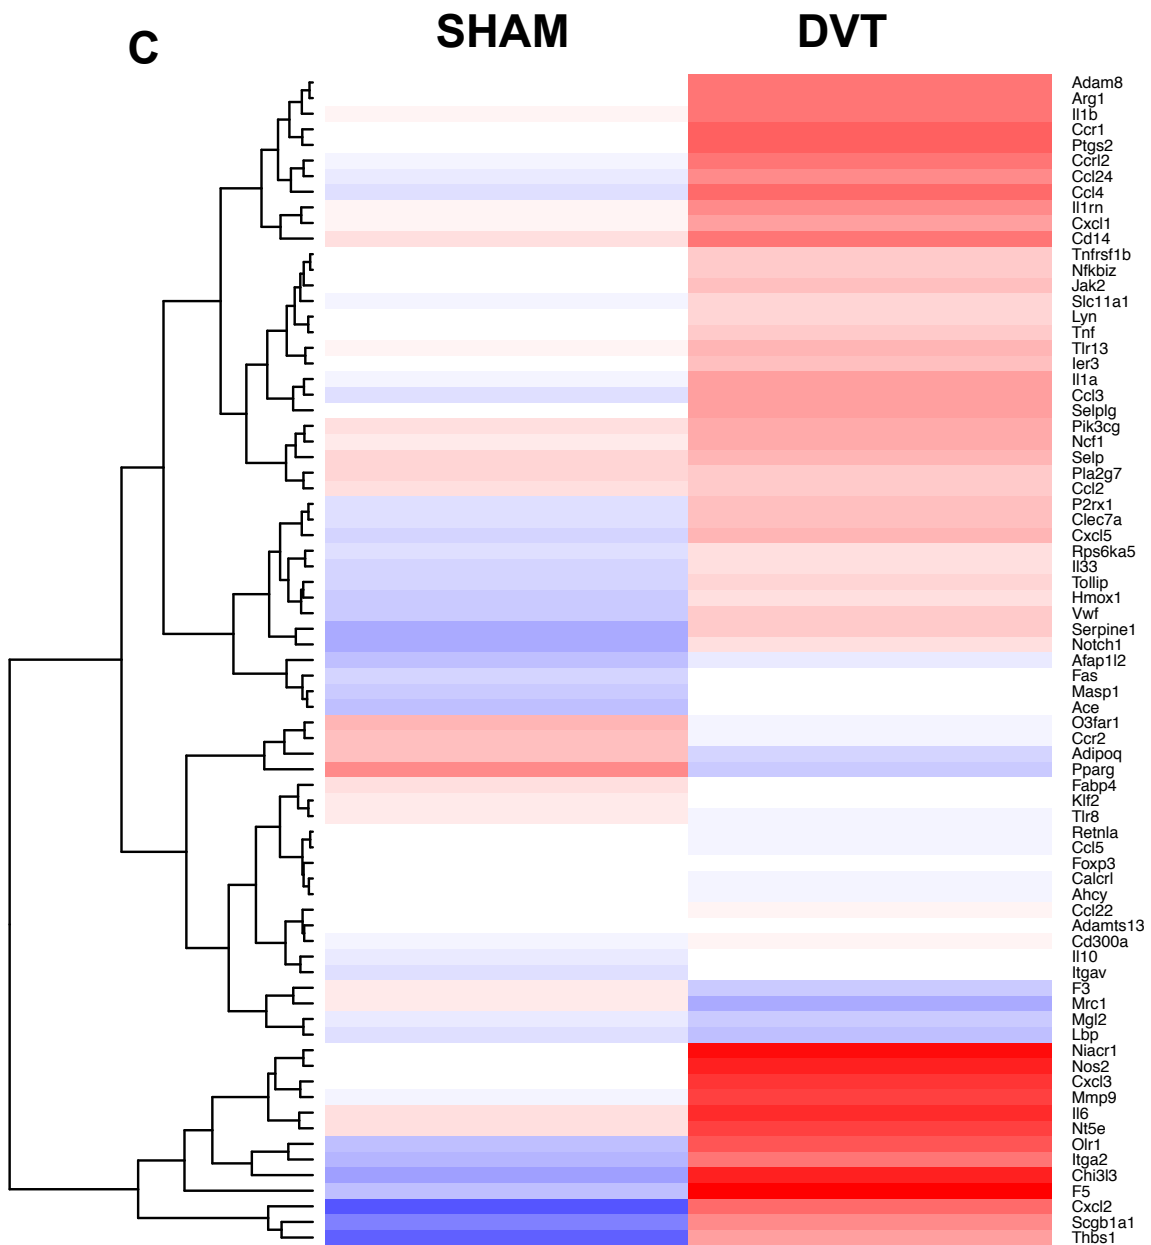 C
SHAM DVT
Adam8
Arg1
Il1b
Ccr1
Ptgs2
Ccrl2
Ccl24
Ccl4
Il1rn
Cxcl1
Cd14
Tnfrsf1b
Nfkbiz
Jak2
Slc11a1
Lyn
Tnf
Tlr13
Ier3
Il1a
Ccl3
Selplg
Pik3cg
Ncf1
Selp
Pla2g7
Ccl2
P2rx1
Clec7a
Cxcl5
Rps6ka5
Il33
Tollip
Hmox1
Vwf
Serpine1
Notch1
Afap1l2
Fas
Masp1
Ace
O3far1
Ccr2
Adipoq
Pparg
Fabp4
Klf2
Tlr8
Retnla
Ccl5
Foxp3
Calcrl
Ahcy
Ccl22
Adamts13
Cd300a
Il10
Itgav
F3
Mrc1
Mgl2
Lbp
Niacr1
Nos2
Cxcl3
Mmp9
Il6
Nt5e
Olr1
Itga2
Chi3l3
F5
Cxcl2
Scgb1a1
Thbs1